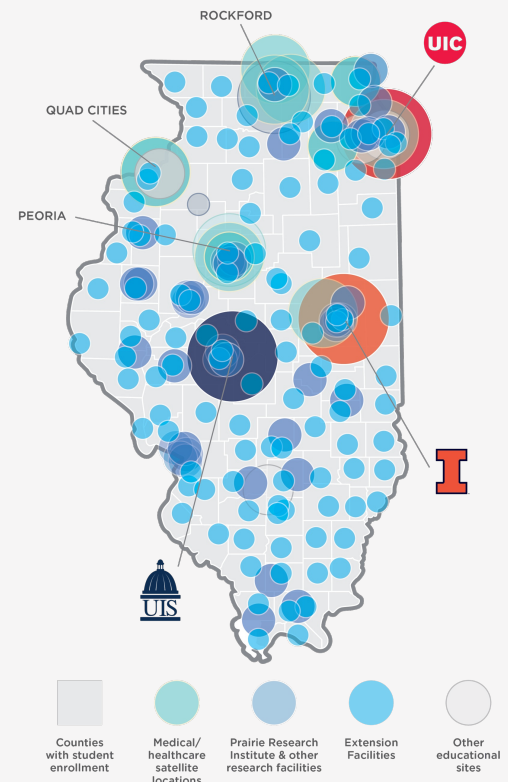 ROCKFORD
UIC
QUAD CITIES
PEORIA
I
UIS
Counties
with student
enrollment
Medical/
healthcare
satellite
locations
Prairie Research
Institute & other
research facilities
Extension
Facilities
Other
educational
sites